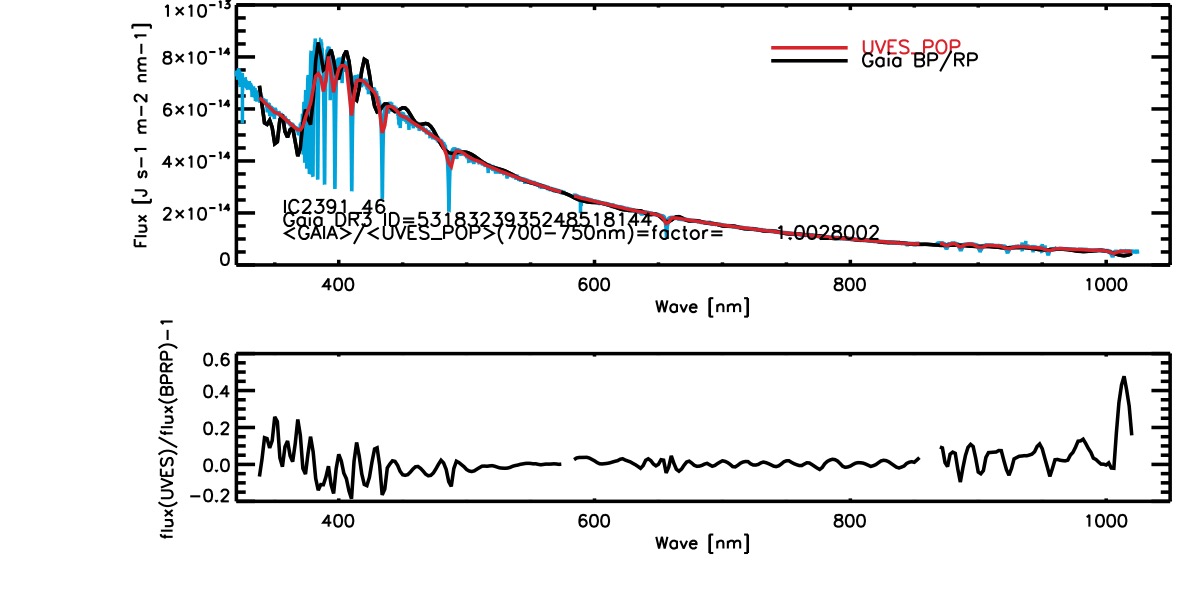 1×10−13
8×10−14
6×10−14
4×10−14
2×10−14
0
Flux [J s−1 m−2 nm−1]
UVES_POP
Gaia BP/RP
IC2391_46
Gaia DR3 ID=5318323935248518144
<GAIA>/<UVES_POP>(700−750nm)=factor= 1.0028002
400 600 800 1000
Wave [nm]
0.6
0.4
0.2
0.0
−0.2
flux(UVES)/flux(BPRP)−1
400 600 800 1000
Wave [nm]